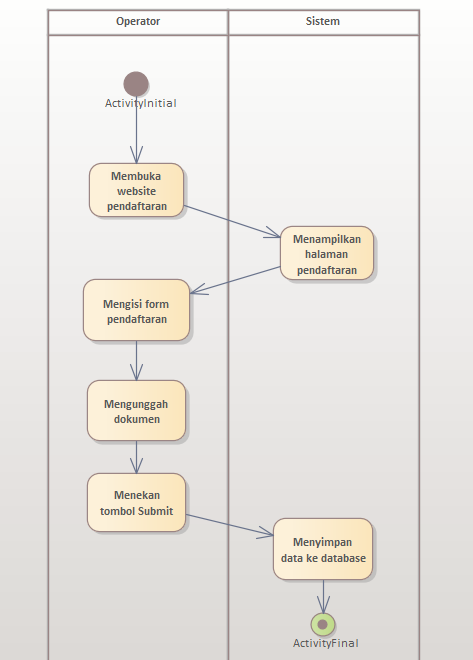 Operator
Sistem
ActivityInitial
Membuka
website
pendaftaran
Menampilkan
halaman
pendaftaran
Mengisi form
pendaftaran
Mengunggah
dokumen
Menekan
tombol Submit
Menyimpan
data ke database
ActivityFinal